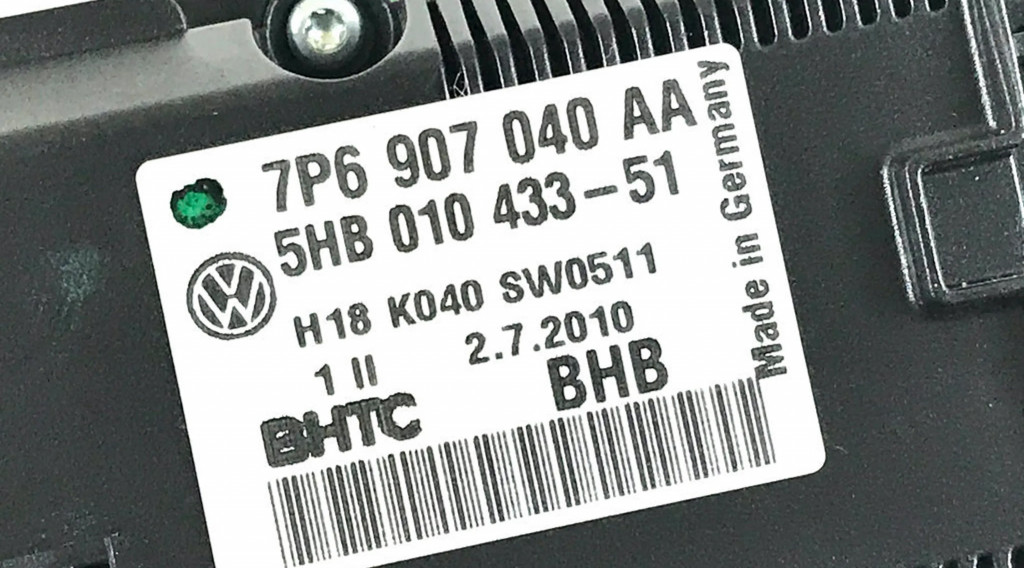 7P6 907 040 AA
5HB 010 433-51
H18 K040 SW0511
1 II 2.7.2010
BHTC BHB
Made in Germany